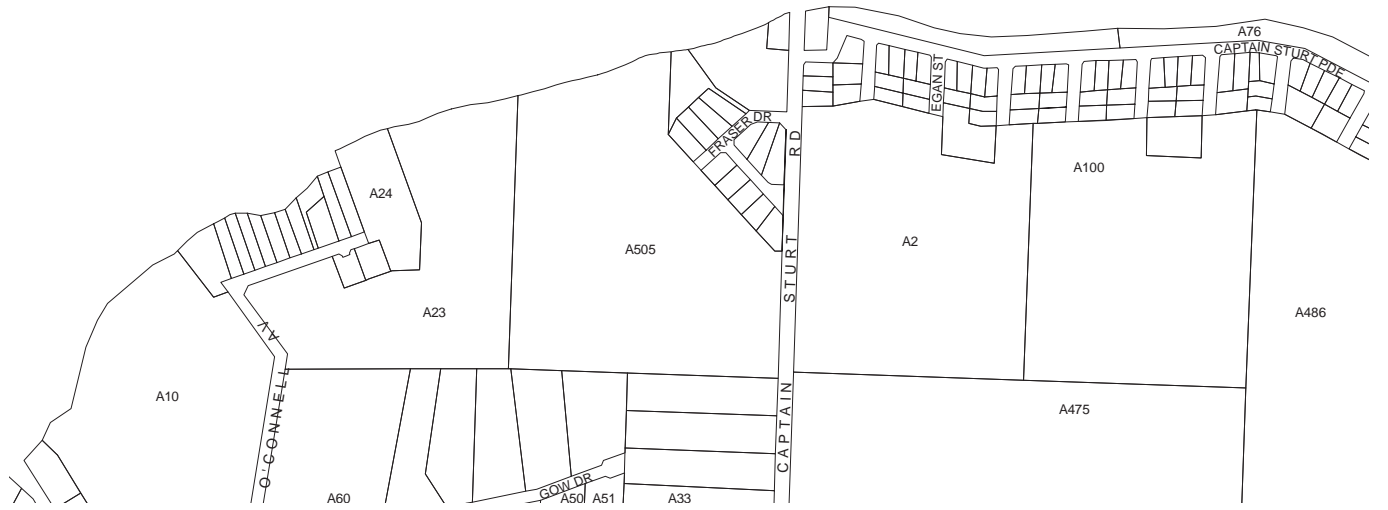 A76
CAPTAIN STURT PDE
EGAN ST
FRASER DR
A100
A24
A505
A2
A23
A486
O'CONNELL AV
A10
CAPTAIN STURT RD
A475
GOW DR
A60
A50
A51
A33